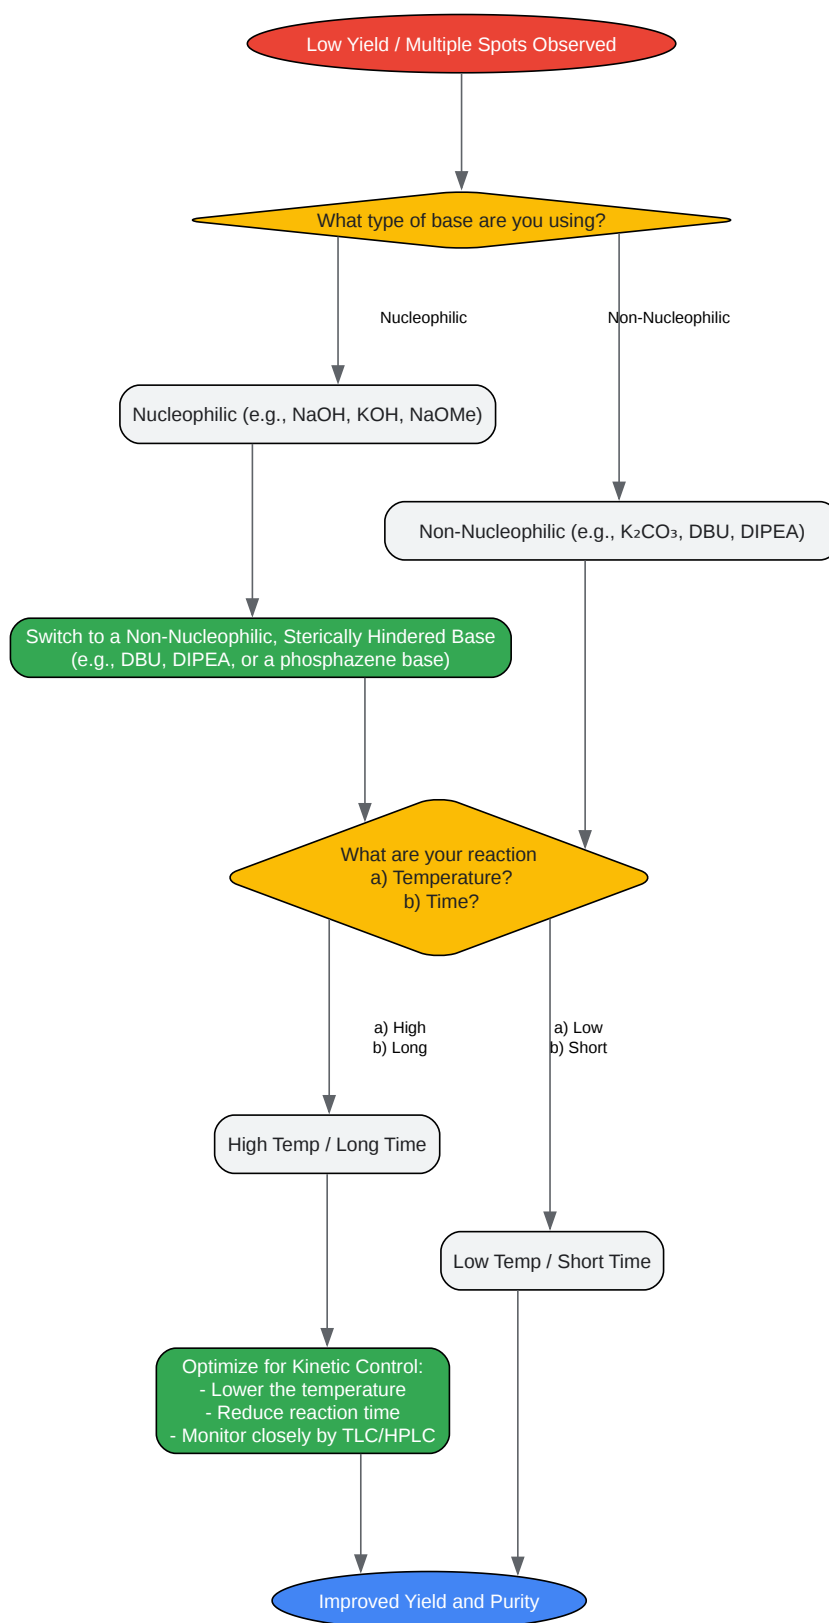 Low Yield / Multiple Spots Observed
What type of base are you using?
Nucleophilic
Non-Nucleophilic
Nucleophilic (e.g., NaOH, KOH, NaOMe)
Non-Nucleophilic (e.g., K₂CO₃, DBU, DIPEA)
Switch to a Non-Nucleophilic, Sterically Hindered Base
(e.g., DBU, DIPEA, or a phosphazene base)
What are your reaction
a) Temperature?
b) Time?
a) High
b) Long
a) Low
b) Short
High Temp / Long Time
Low Temp / Short Time
Optimize for Kinetic Control:
- Lower the temperature
- Reduce reaction time
- Monitor closely by TLC/HPLC
Improved Yield and Purity